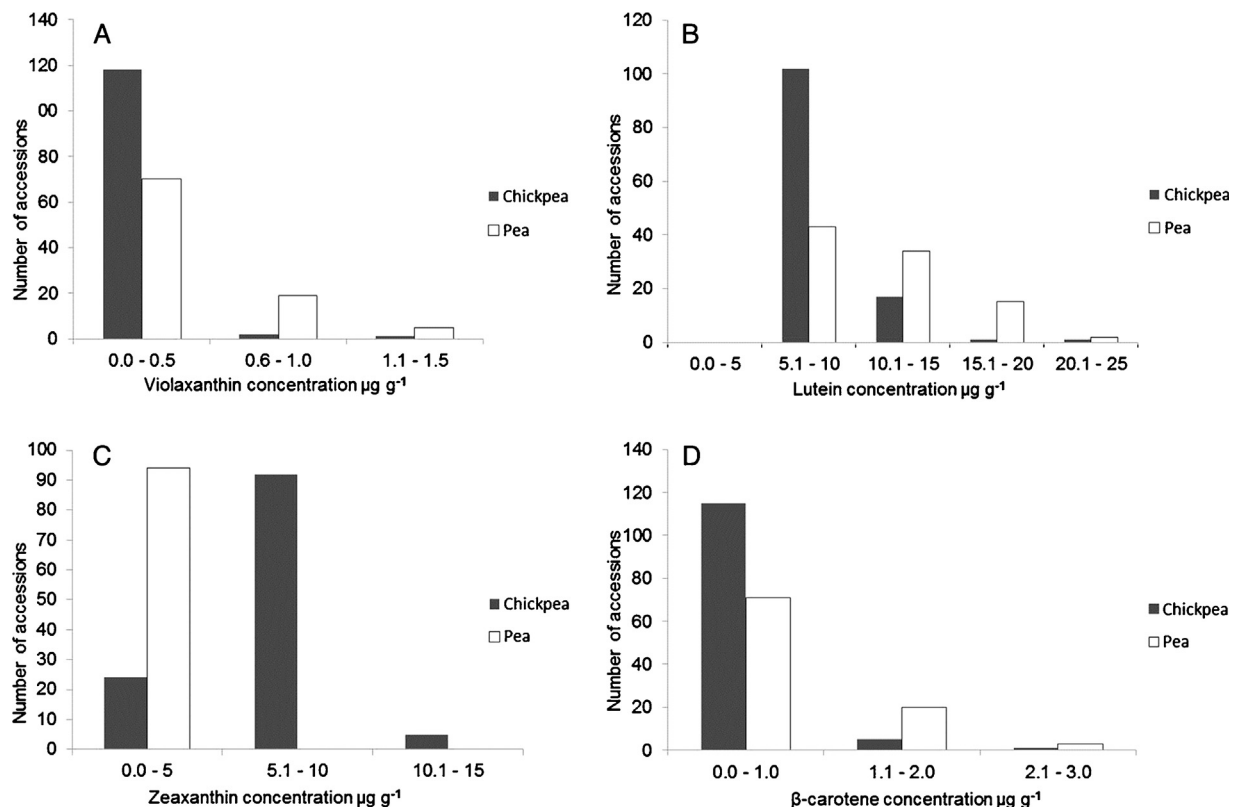 A
Number of accessions
140
120
00
80
60
40
20
0
0.0 - 0.5 0.6 - 1.0 1.1 - 1.5
Violaxanthin concentration µg g-1
Chickpea
Pea
B
Number of accessions
120
100
80
60
40
20
0
0.0 - 5 5.1 - 10 10.1 - 15 15.1 - 20 20.1 - 25
Lutein concentration µg g-1
Chickpea
Pea
C
Number of accessions
100
90
80
70
60
50
40
30
20
10
0
0.0 - 5 5.1 - 10 10.1 - 15
Zeaxanthin concentration µg g-1
Chickpea
Pea
D
Number of accessions
140
120
100
80
60
40
20
0
0.0 - 1.0 1.1 - 2.0 2.1 - 3.0
β-carotene concentration µg g-1
Chickpea
Pea